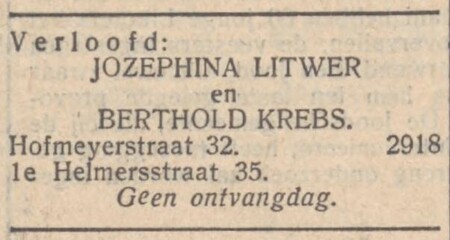 Verloofd:
JOZEPHINA LITWER
en
BERTHOLD KREBS.
Hofmeyerstraat 32. 2918
1e Helmersstraat 35.
Geen ontvangdag.